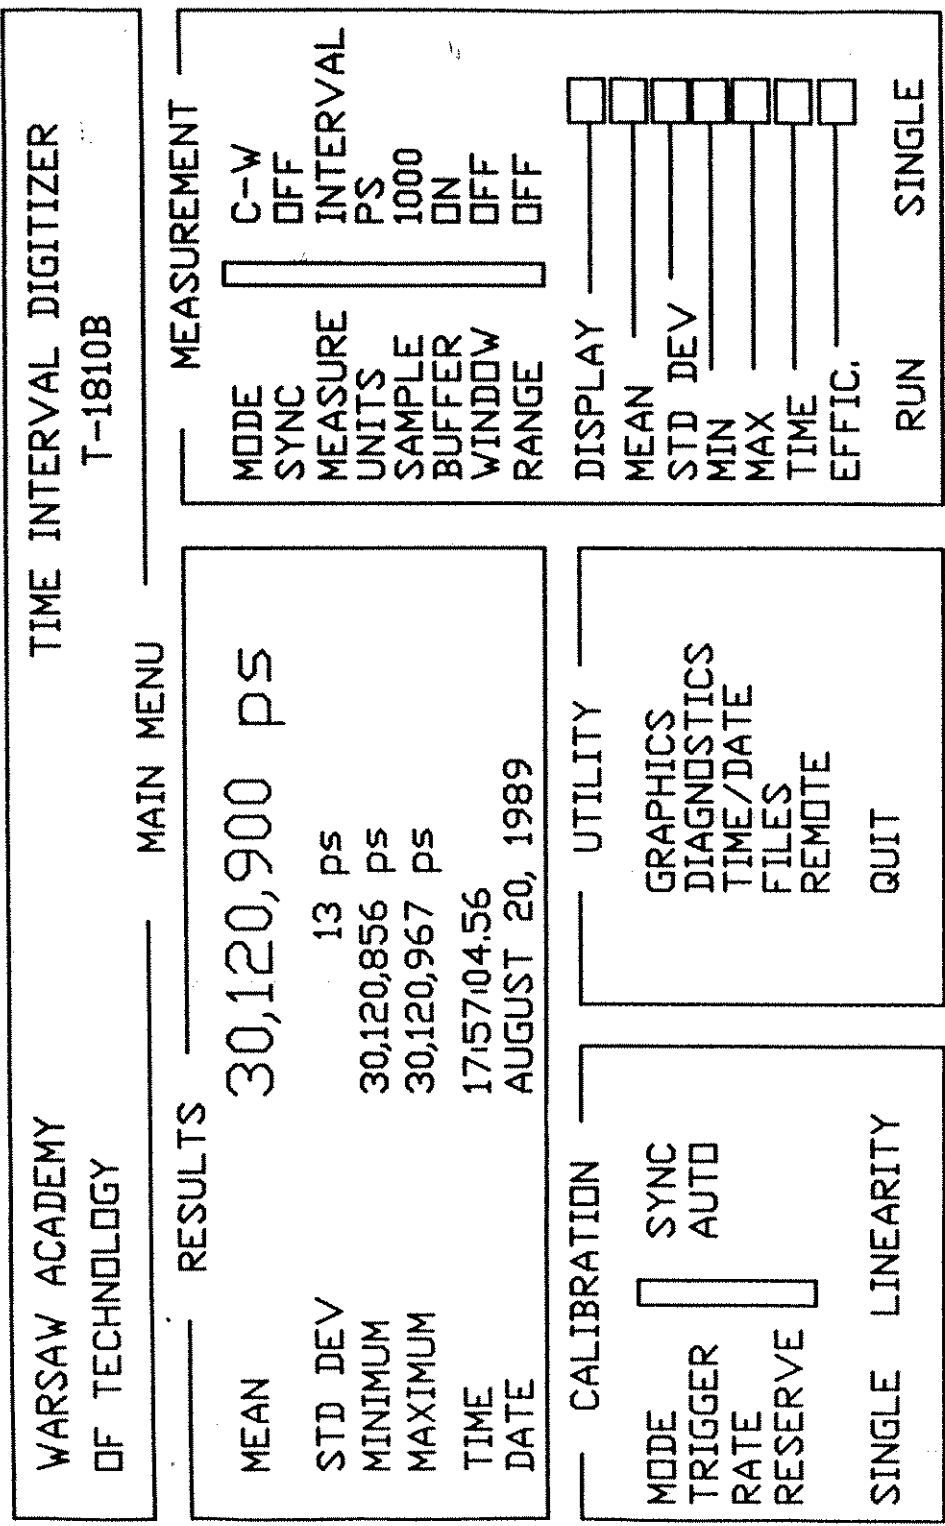 WARSAW ACADEMY
OF TECHNOLOGY
TIME INTERVAL DIGITIZER
T-1810B
MAIN MENU
RESULTS
MEAN 30,120,900 ps
STD DEV 13 ps
MINIMUM 30,120,856 ps
MAXIMUM 30,120,967 ps
TIME 17:57:04.56
DATE AUGUST 20, 1989
MEASUREMENT
MODE C-W
SYNC OFF
MEASURE INTERVAL
UNITS PS
SAMPLE 1000
BUFFER ON
WINDOW OFF
RANGE OFF
DISPLAY
MEAN
STD DEV
MIN
MAX
TIME
EFFIC.
RUN SINGLE
CALIBRATION
MODE SYNC
TRIGGER AUTO
RATE
RESERVE
SINGLE LINEARITY
UTILITY
GRAPHICS
DIAGNOSTICS
TIME/DATE
FILES
REMOTE
QUIT